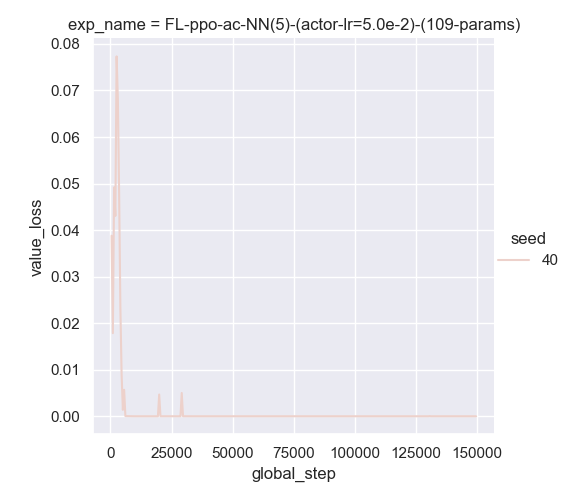 exp_name = FL-ppo-ac-NN(5)-(actor-lr=5.0e-2)-(109-params)
0.08
0.07
0.06
0.05
0.04
0.03
0.02
0.01
0.00
value_loss
0 25000 50000 75000 100000 125000 150000
global_step
seed
40